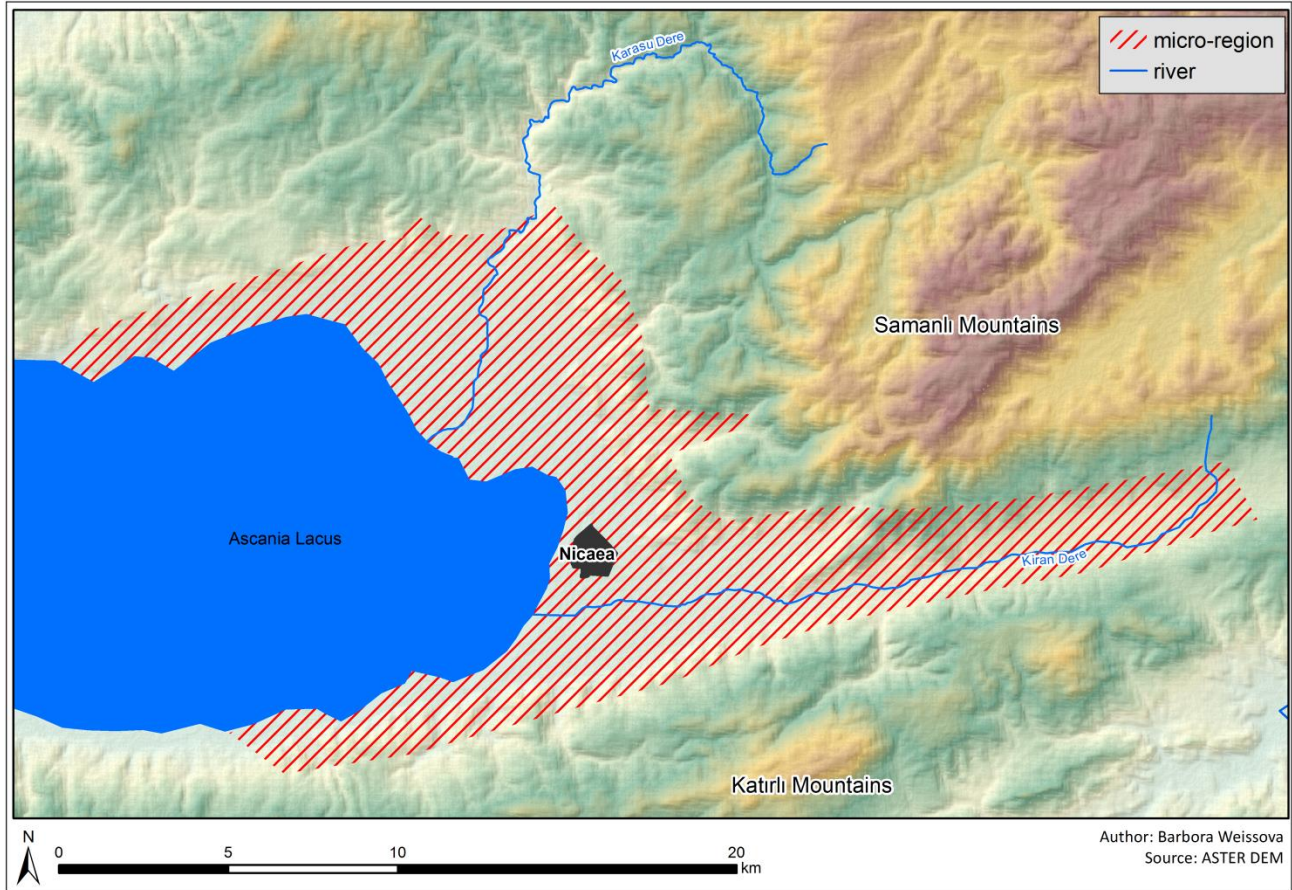 Karasu Dere
micro-region
river
Samanlı Mountains
Ascania Lacus
Nicaea
Kiran Dere
Katırlı Mountains
N
0 5 10 20
km
Author: Barbora Weissova
Source: ASTER DEM